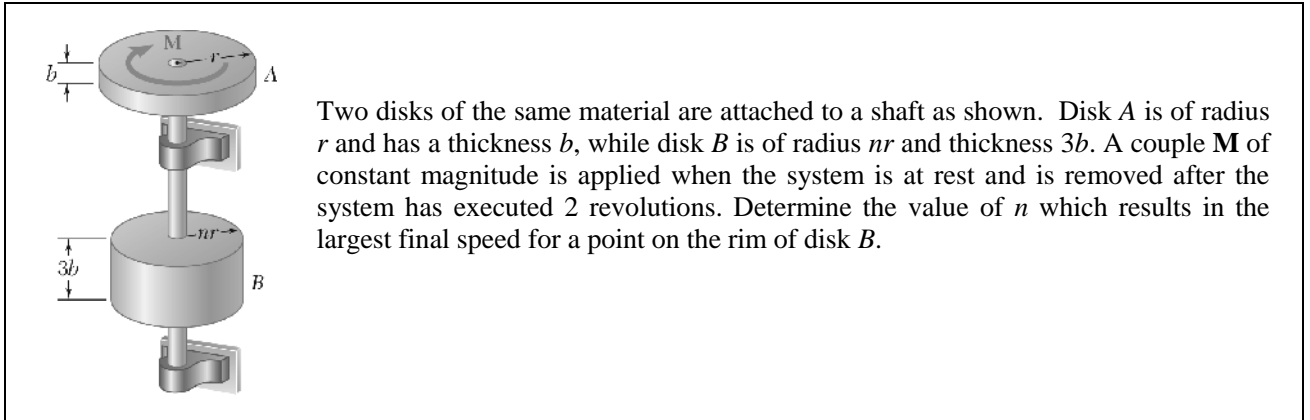 M
r
b
A
Two disks of the same material are attached to a shaft as shown. Disk A is of radius
r and has a thickness b, while disk B is of radius nr and thickness 3b. A couple M of
constant magnitude is applied when the system is at rest and is removed after the
system has executed 2 revolutions. Determine the value of n which results in the
largest final speed for a point on the rim of disk B.
nr
3b
B